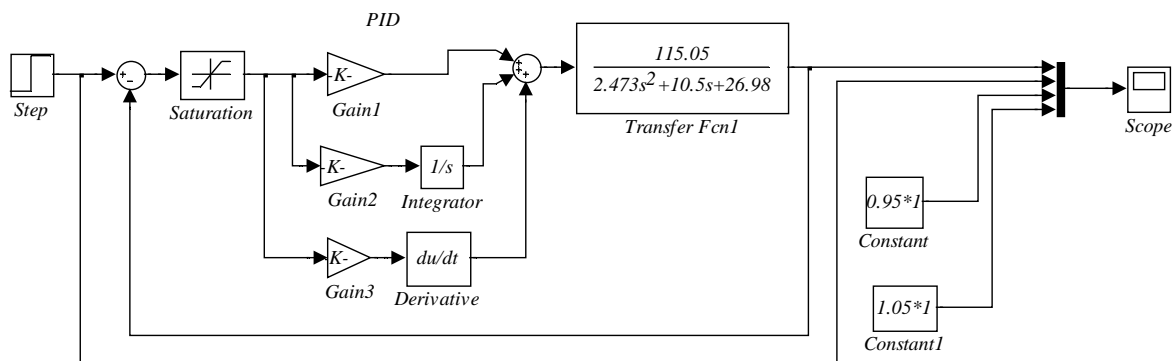 PID
Step
+
-
Saturation
-K-
Gain1
-K-
Gain2
1/s
Integrator
K-
Gain3
du/dt
Derivative
+
+
+
115.05
2.473s²+10.5s+26.98
Transfer Fcn1
0.95*1
Constant
1.05*1
Constant1
Scope